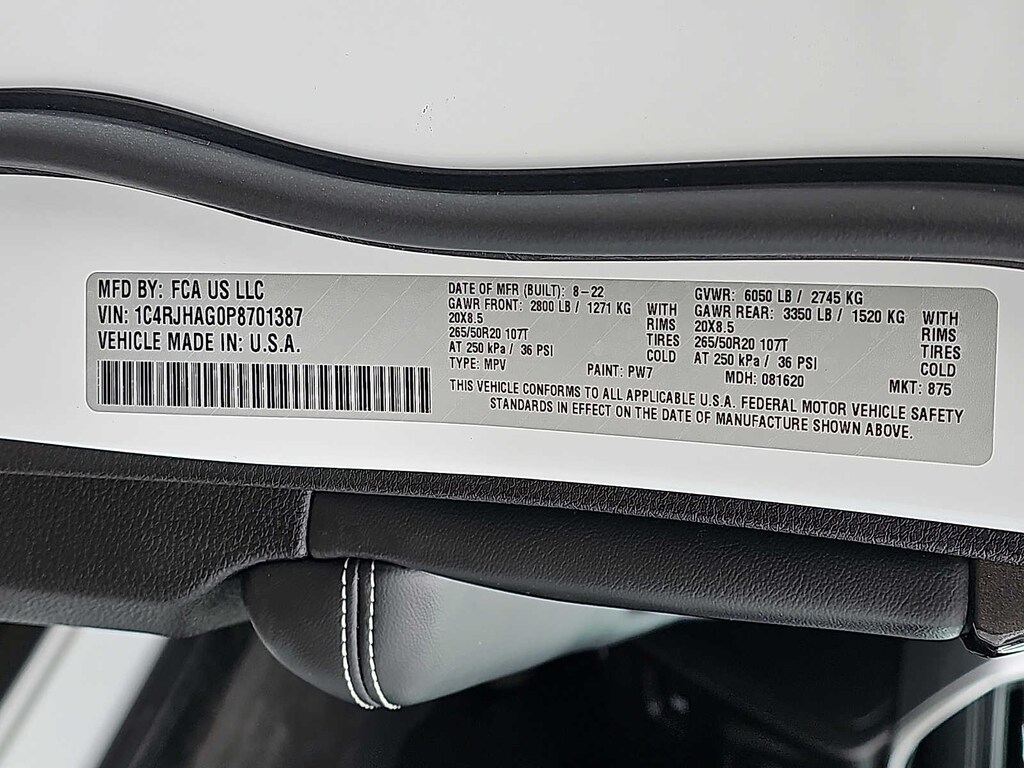 MFD BY: FCA US LLC
VIN: 1C4RJHAG0P8701387
VEHICLE MADE IN: U.S.A.
DATE OF MFR (BUILT): 8-22
GAWR FRONT: 2800 LB / 1271 KG WITH
20X8.5 RIMS
265/50R20 107T TIRES
AT 250 kPa / 36 PSI COLD
TYPE: MPV PAINT: PW7
GVWR: 6050 LB / 2745 KG
GAWR REAR: 3350 LB / 1520 KG WITH
20X8.5 RIMS
265/50R20 107T TIRES
AT 250 kPa / 36 PSI COLD
MDH: 081620 MKT: 875
THIS VEHICLE CONFORMS TO ALL APPLICABLE U.S.A. FEDERAL MOTOR VEHICLE SAFETY
STANDARDS IN EFFECT ON THE DATE OF MANUFACTURE SHOWN ABOVE.